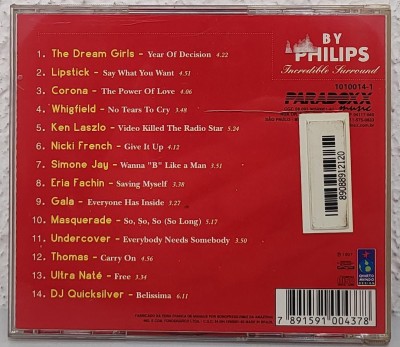 BY
PHILIPS
Incredible Surround
1010014-1
PARADOXX
music
1. The Dream Girls - Year Of Decision 4.22
2. Lipstick - Say What You Want 4.51
3. Corona - The Power Of Love 4.06
4. Whigfield - No Tears To Cry 3.48
5. Ken Laszlo - Video Killed The Radio Star 3.24
6. Nicki French - Give It Up 4.12
7. Simone Jay - Wanna "B" Like a Man 3.51
8. Eria Fachin - Saving Myself 3.38
9. Gala - Everyone Has Inside 3.27
10. Masqueradé - So, So, So (So Long) 3.17
11. Undercover - Everybody Needs Somebody 3.50
12. Thomas - Carry On 4.56
13. Ultra Naté - Free 3.34
14. DJ Quicksilver - Belissima 6.11
89088912120
7 891591 004378